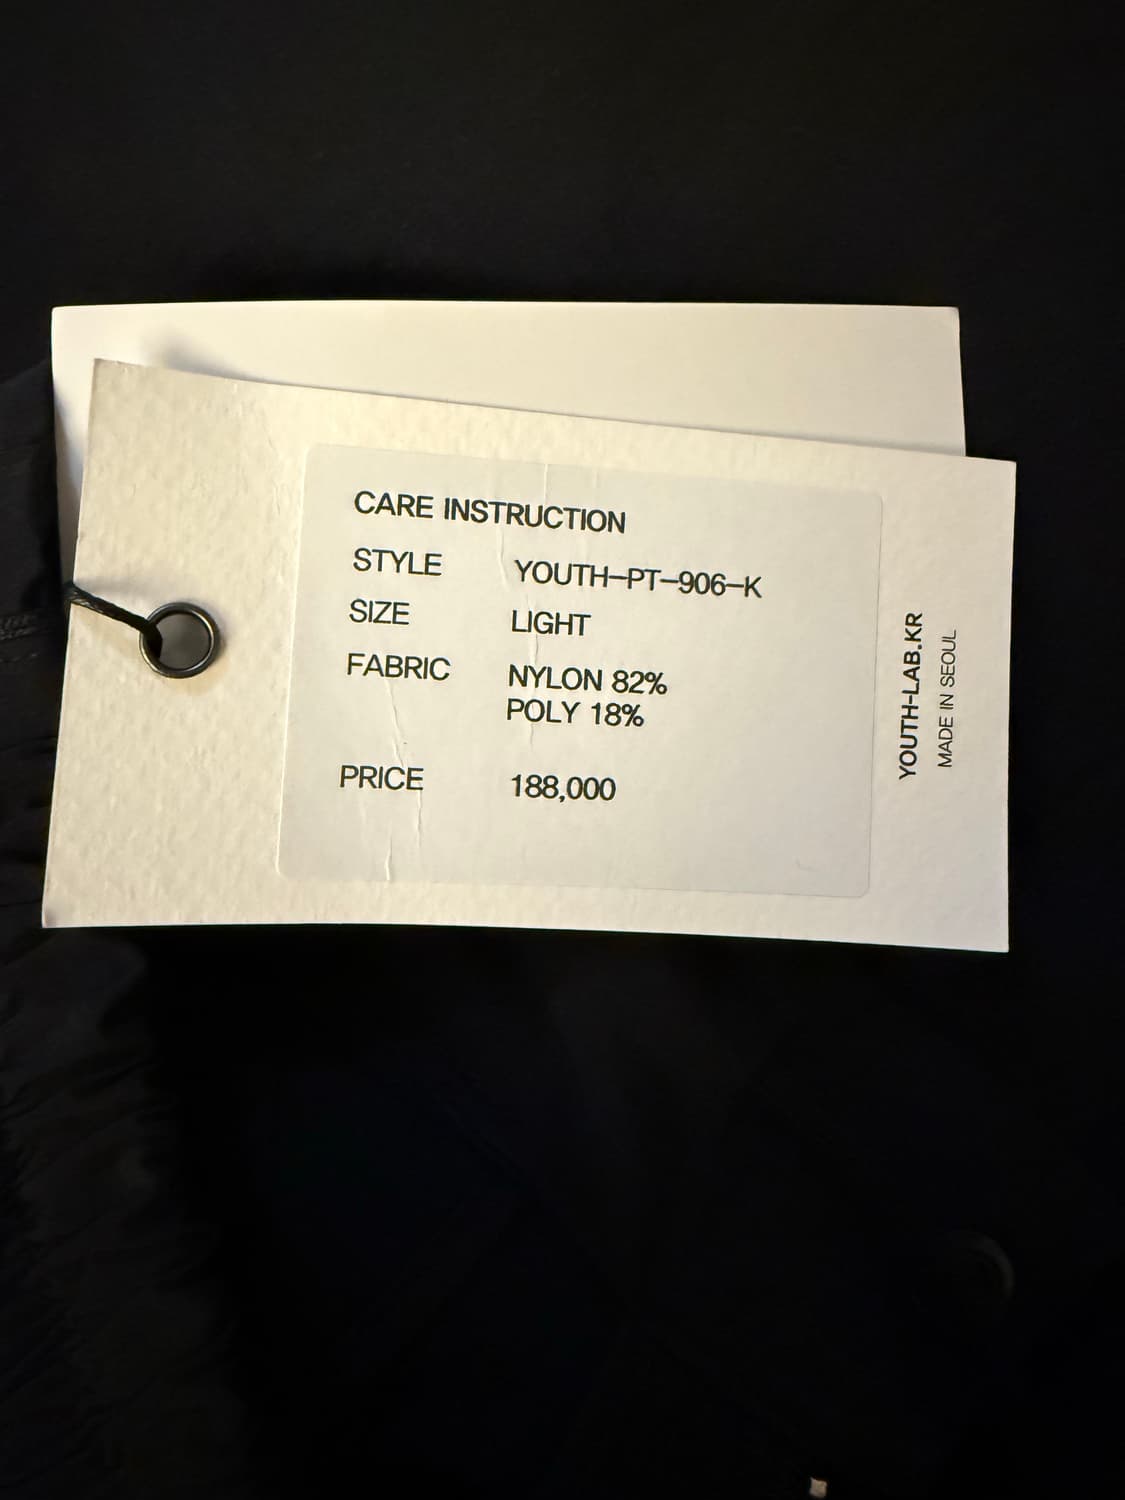 CARE INSTRUCTION
STYLE YOUTH-PT-906-K
SIZE LIGHT
FABRIC NYLON 82%
POLY 18%
PRICE 188,000
YOUTH-LAB.KR
MADE IN SEOUL